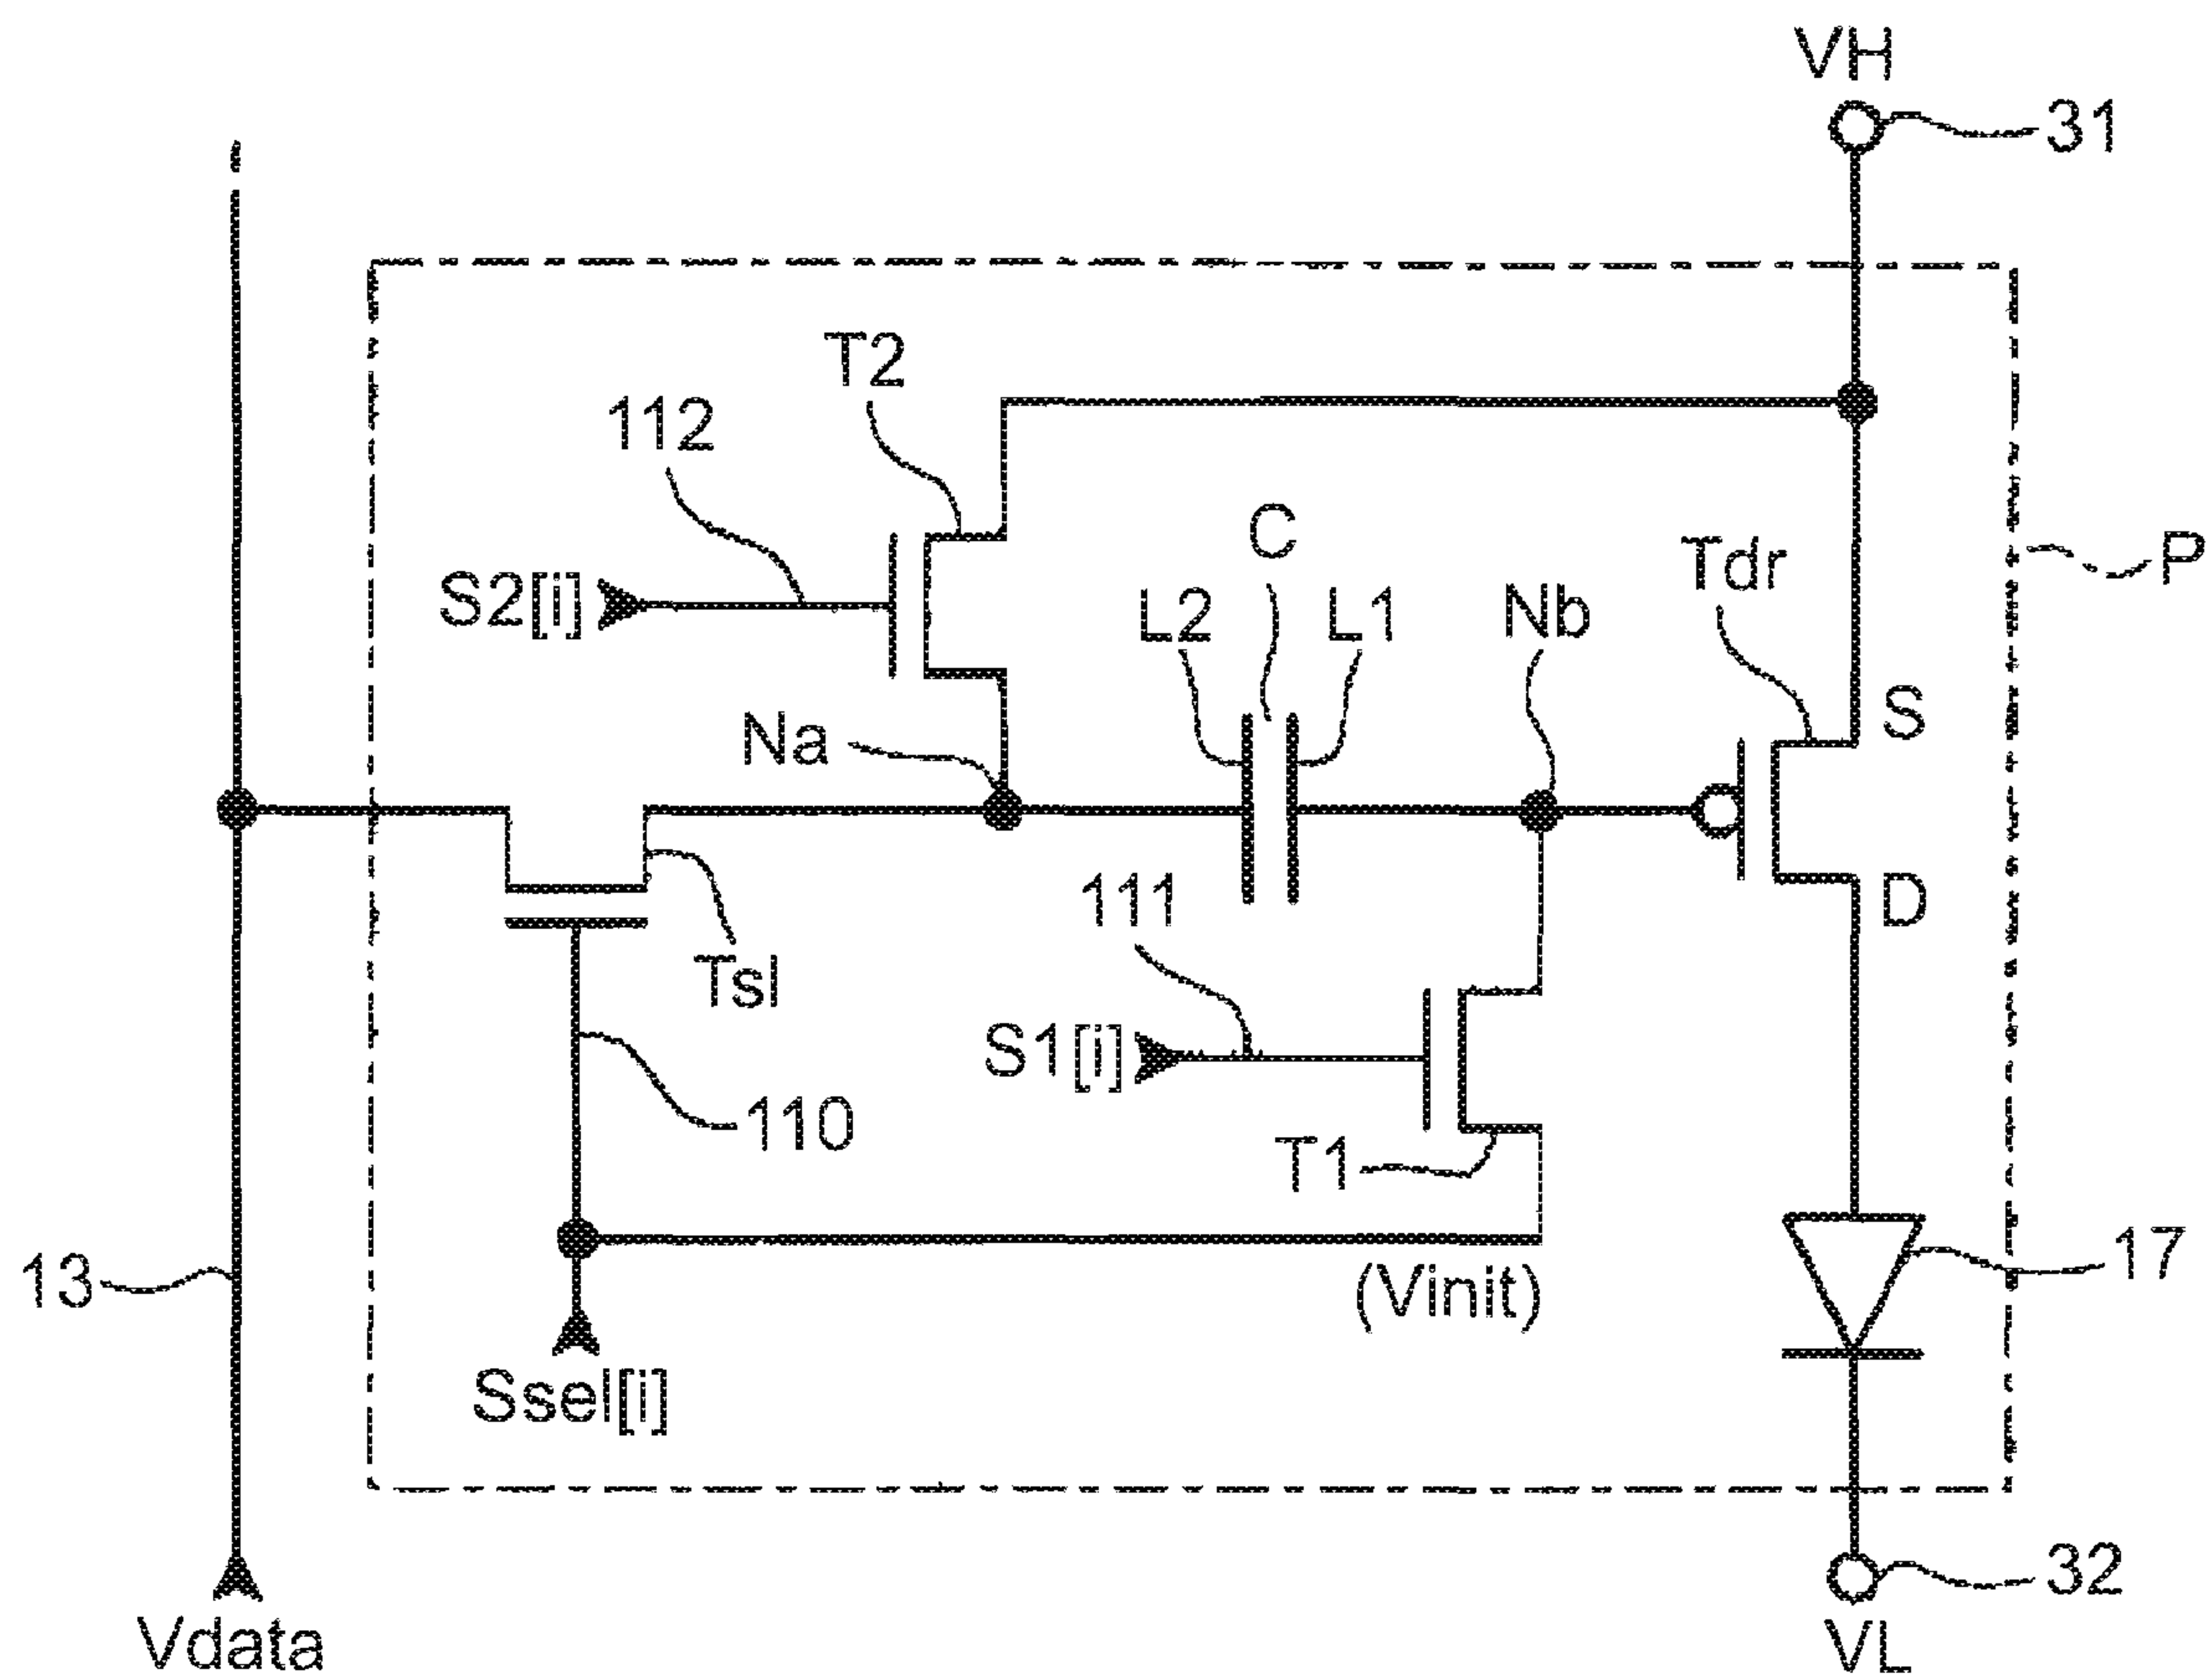 VH
31
T2
112
C
Tdr
P
S2[i]
L2
L1
Nb
S
Na
111
D
Tsl
S1[i]
110
T1
13
17
(Vinit)
Ssel[i]
32
Vdata
VL